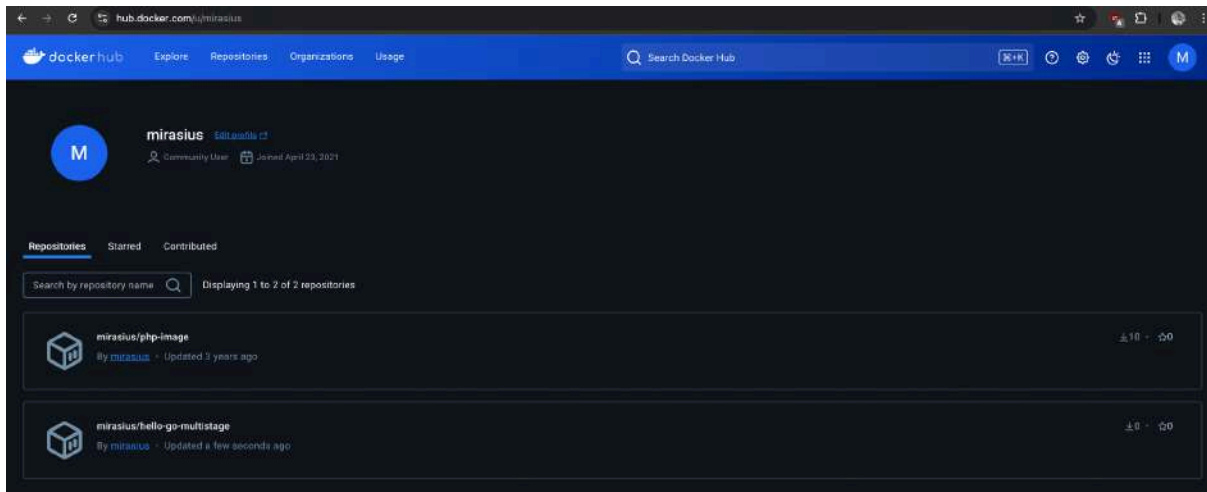 hub.docker.com/u/mirasius
dockerhub Explore Repositories Organizations Usage Search Docker Hub ⌘+K M
M
mirasius Edit profile
Community User Joined April 23, 2021
Repositories Starred Contributed
Search by repository name Displaying 1 to 2 of 2 repositories
mirasius/php-image 10 · 0
By mirasius · Updated 3 years ago
mirasius/hello-go-multistage 0 · 0
By mirasius · Updated a few seconds ago